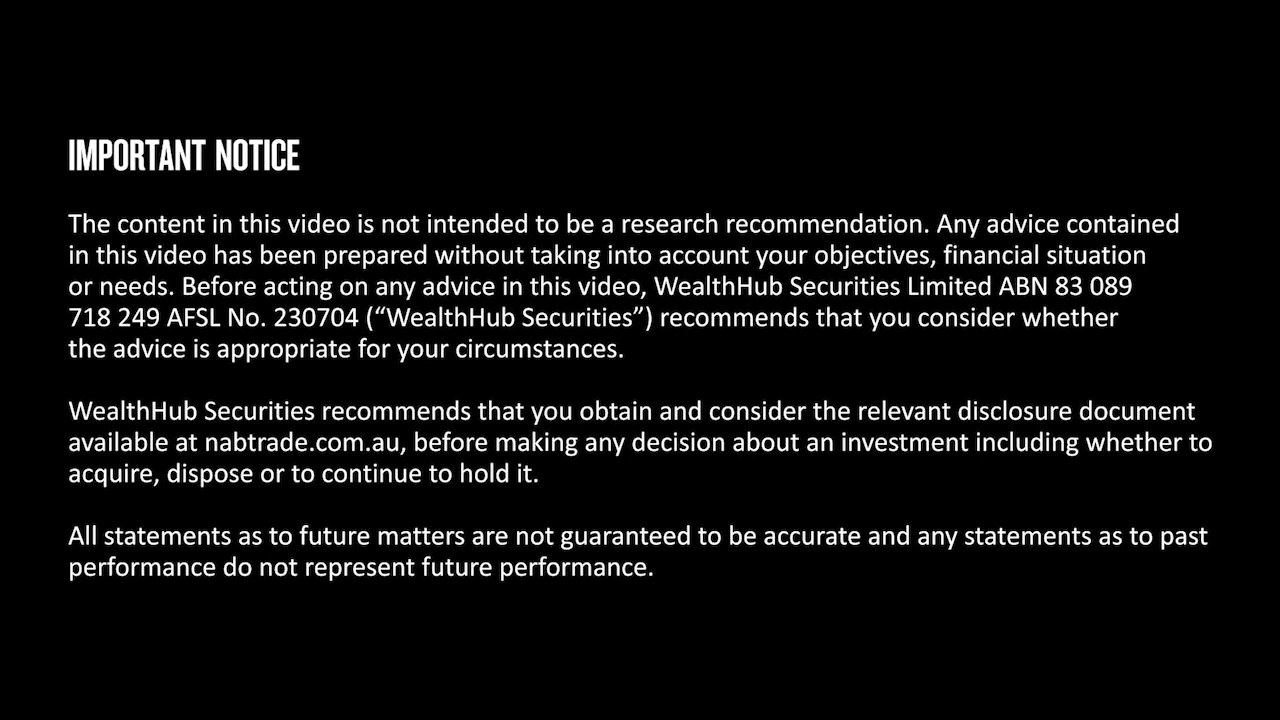 IMPORTANT NOTICE
The content in this video is not intended to be a research recommendation. Any advice contained
in this video has been prepared without taking into account your objectives, financial situation
or needs. Before acting on any advice in this video, WealthHub Securities Limited ABN 83 089
718 249 AFSL No. 230704 (“WealthHub Securities”) recommends that you consider whether
the advice is appropriate for your circumstances.
WealthHub Securities recommends that you obtain and consider the relevant disclosure document
available at nabtrade.com.au, before making any decision about an investment including whether to
acquire, dispose or to continue to hold it.
All statements as to future matters are not guaranteed to be accurate and any statements as to past
performance do not represent future performance.